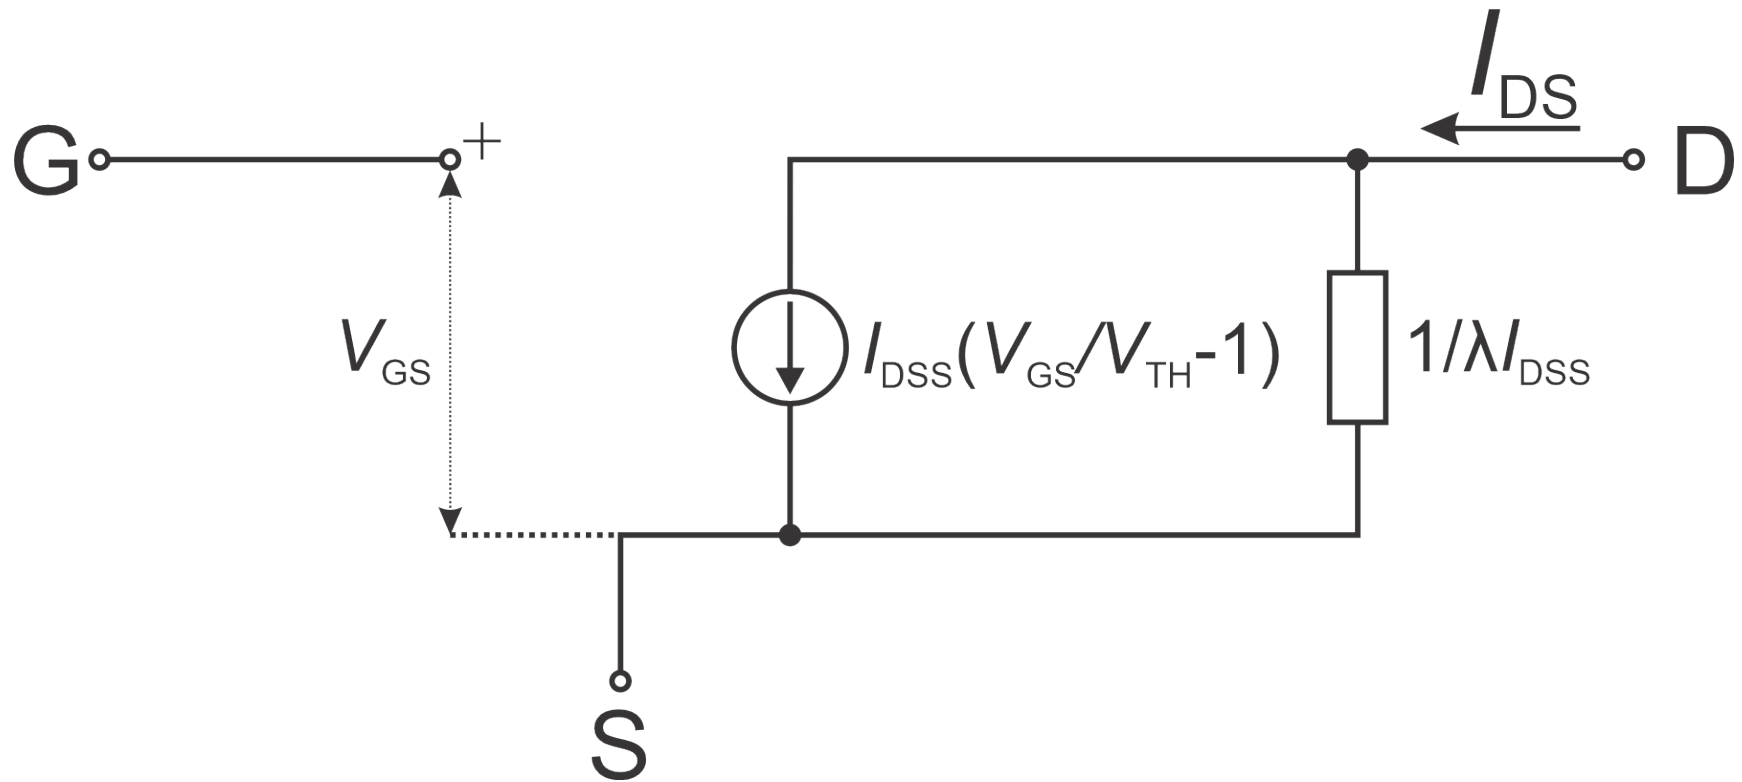 I_DS
G
+
D
V_GS
I_DSS(V_GS/V_TH-1)
1/λI_DSS
S